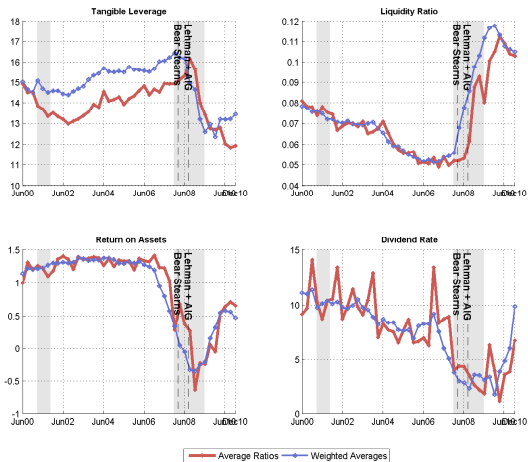 Tangible Leverage
18
17
16
15
14
13
12
11
10
Jun00
Jun02
Jun04
Jun06
Jun08
Dec10
Bear Stearns
Lehman + AIG
Liquidity Ratio
0.12
0.11
0.1
0.09
0.08
0.07
0.06
0.05
0.04
Jun00
Jun02
Jun04
Jun06
Jun08
Dec10
Bear Stearns
Lehman + AIG
Return on Assets
1.5
1
0.5
0
-0.5
-1
Jun00
Jun02
Jun04
Jun06
Jun08
Dec10
Bear Stearns
Lehman + AIG
Dividend Rate
15
10
5
0
Jun00
Jun02
Jun04
Jun06
Jun08
Dec10
Bear Stearns
Lehman + AIG
Average Ratios
Weighted Averages